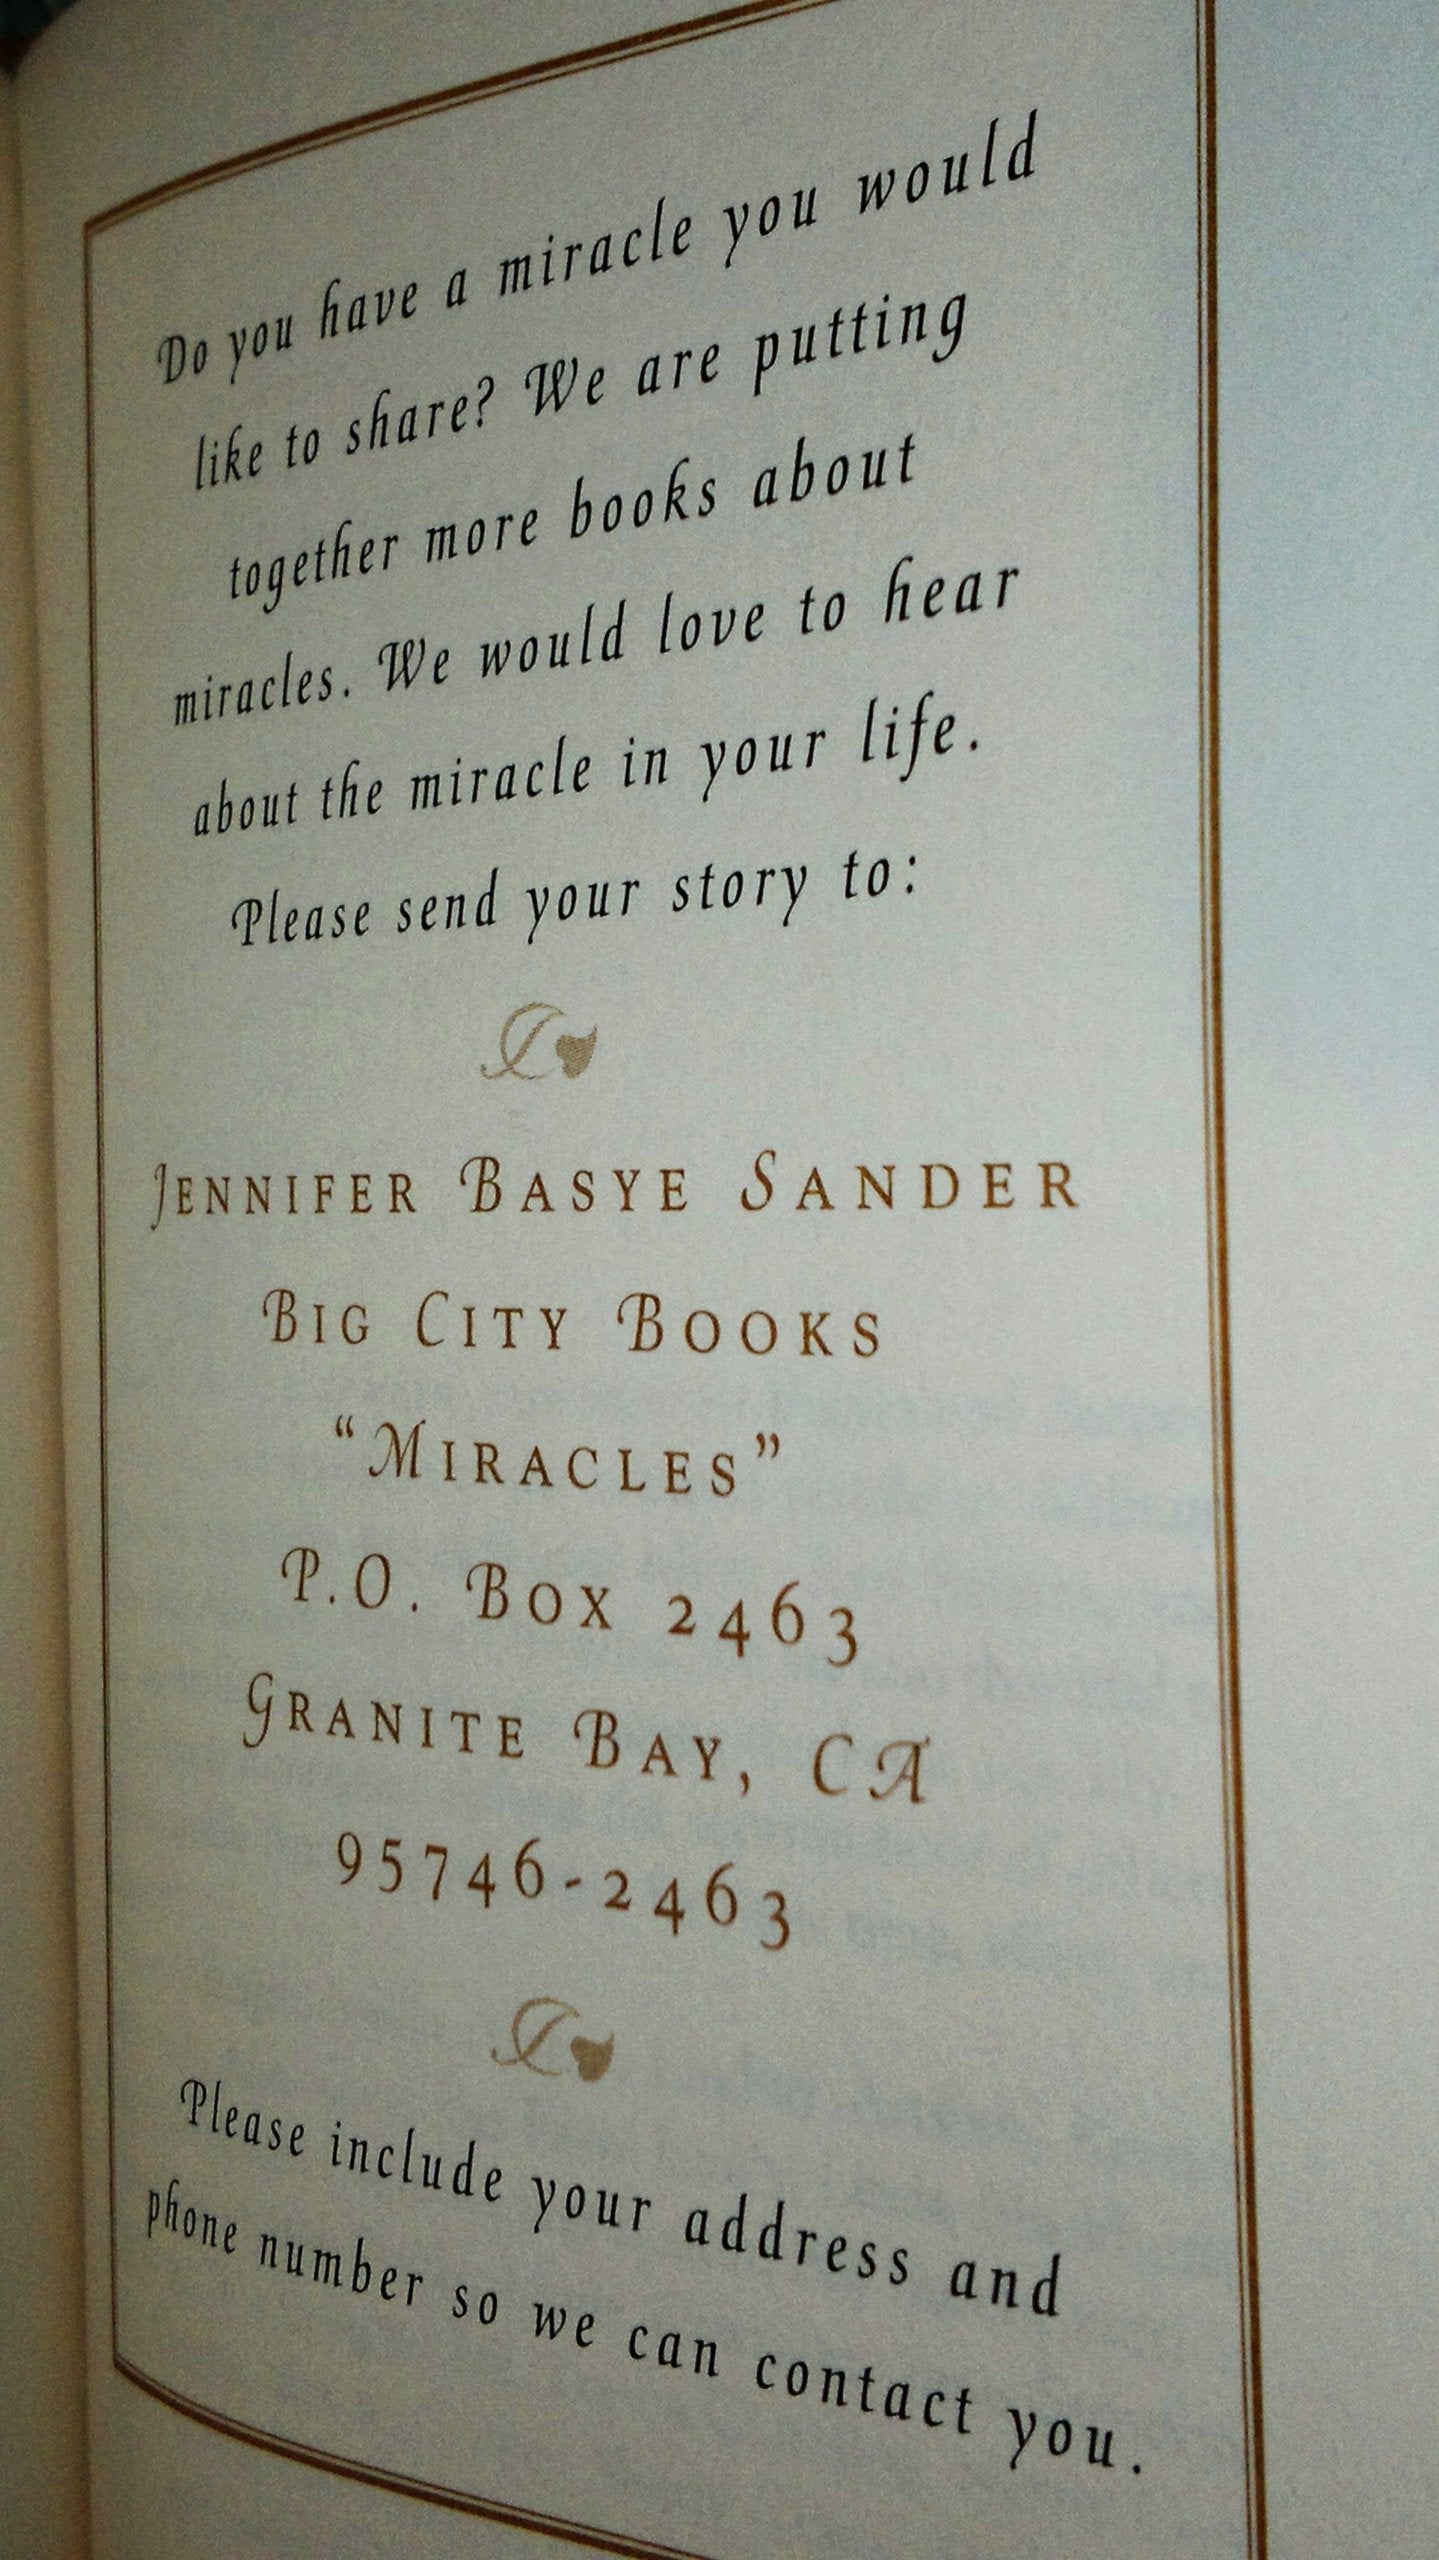 Do you have a miracle you would
like to share? We are putting
together more books about
miracles. We would love to hear
about the miracle in your life.
Please send your story to:
JENNIFER BASYE SANDER
BIG CITY BOOKS
“MIRACLES”
P.O. BOX 2463
GRANITE BAY, CA
95746-2463
Please include your address and
phone number so we can contact you.